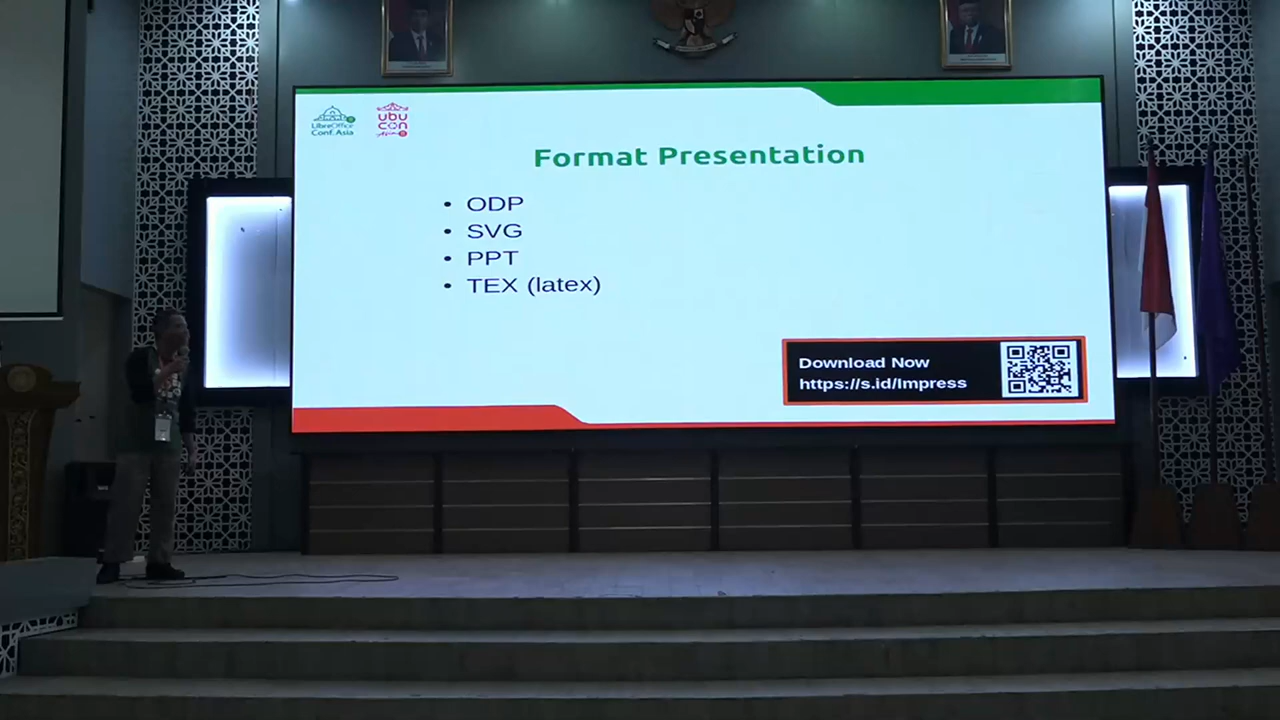 LibreOffice
Conf.Asia
ubu
con
Format Presentation
• ODP
• SVG
• PPT
• TEX (latex)
Download Now
https://s.id/Impress